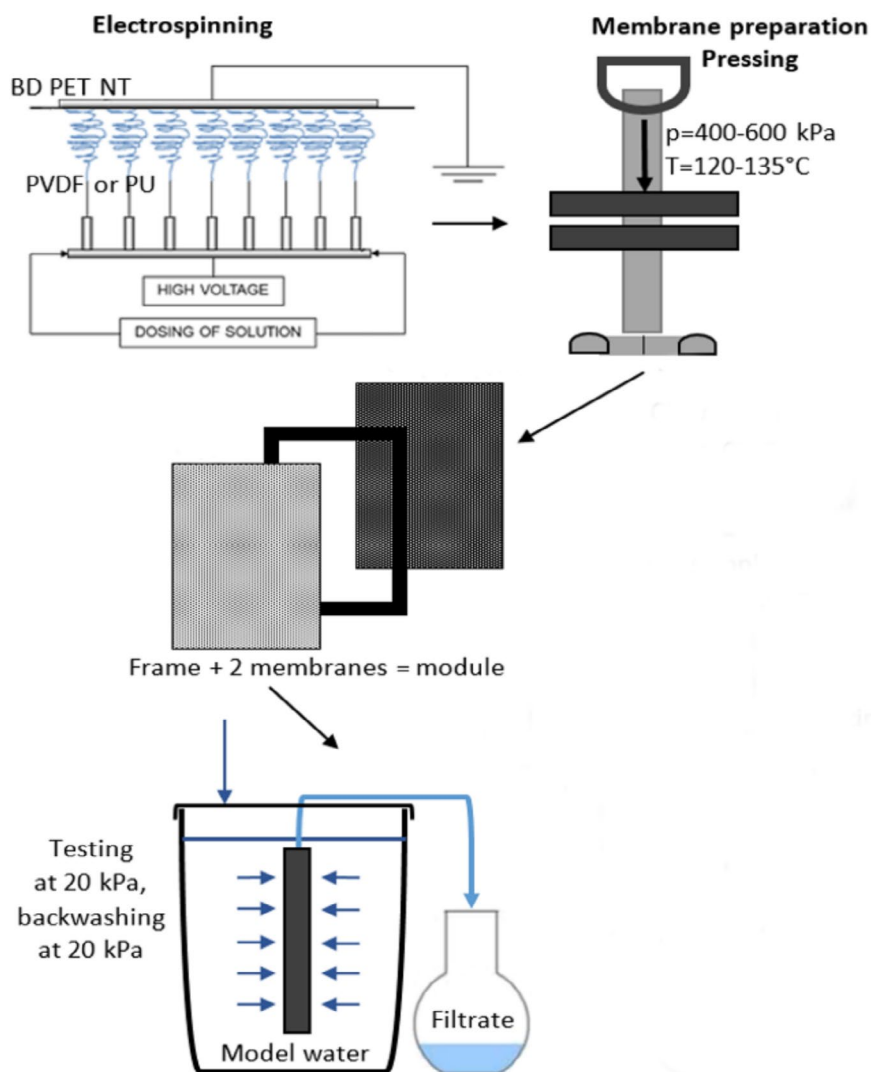 Electrospinning
BD PET NT
PVDF or PU
HIGH VOLTAGE
DOSING OF SOLUTION
Membrane preparation
Pressing
p=400-600 kPa
T=120-135°C
Frame + 2 membranes = module
Testing
at 20 kPa,
backwashing
at 20 kPa
Model water
Filtrate